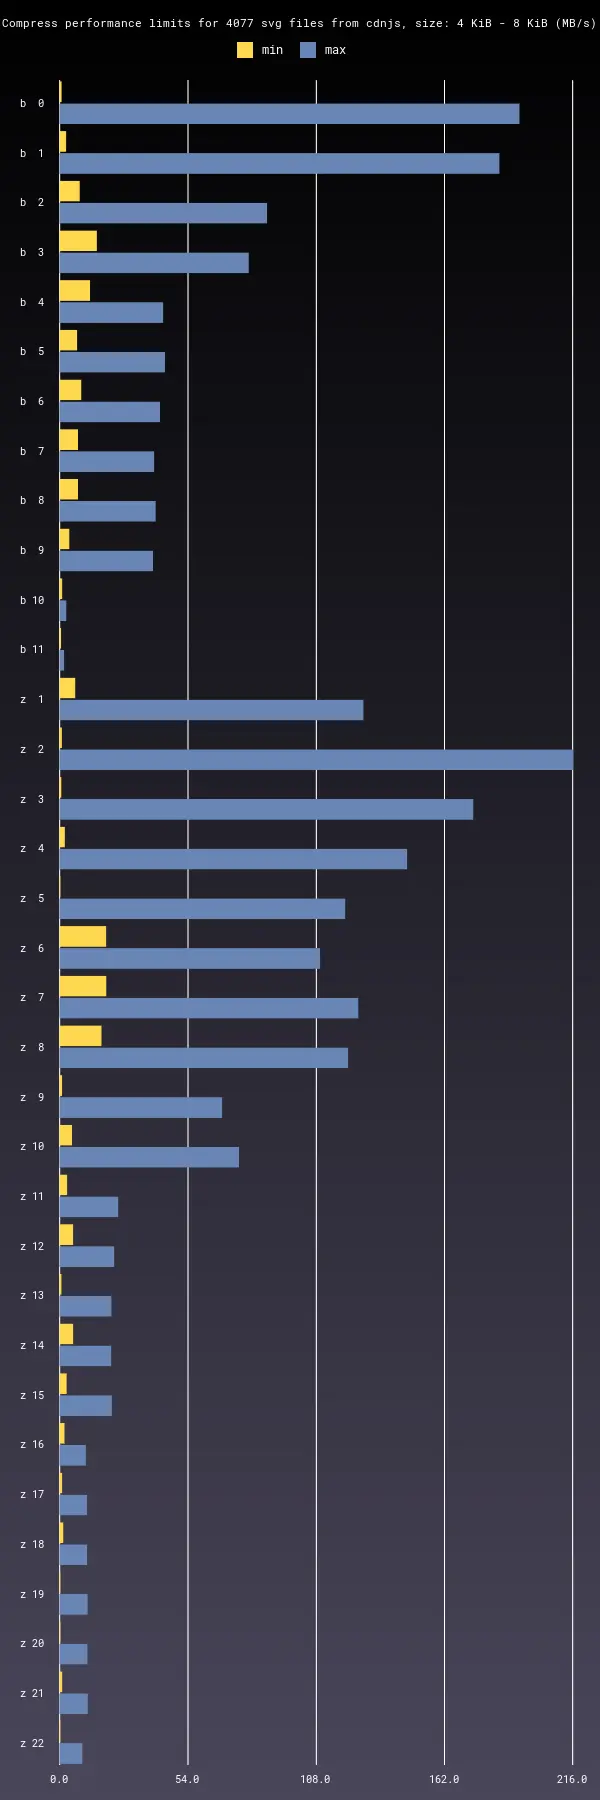 Compress performance limits for 4077 svg files from cdnjs, size: 4 KiB - 8 KiB (MB/s)
min max
b 0
b 1
b 2
b 3
b 4
b 5
b 6
b 7
b 8
b 9
b 10
b 11
z 1
z 2
z 3
z 4
z 5
z 6
z 7
z 8
z 9
z 10
z 11
z 12
z 13
z 14
z 15
z 16
z 17
z 18
z 19
z 20
z 21
z 22
0.0 54.0 108.0 162.0 216.0